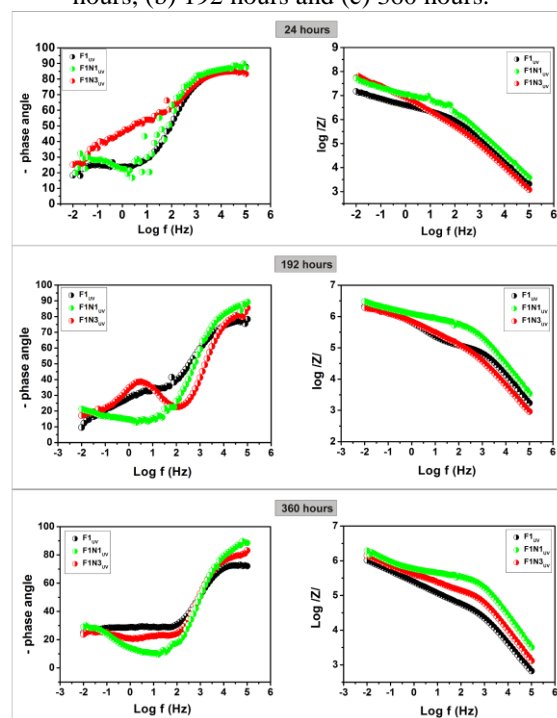 hours, (b) 192 hours and (c) 360 hours.
24 hours
- phase angle
90
80
70
60
50
40
30
20
10
0
F1UV
F1N1UV
F1N3UV
-3 -2 -1 0 1 2 3 4 5 6
Log f (Hz)
log /Z/
8
7
6
5
4
3
F1UV
F1N1UV
F1N3UV
-3 -2 -1 0 1 2 3 4 5 6
Log f (Hz)
192 hours
- phase angle
100
90
80
70
60
50
40
30
20
10
0
F1UV
F1N1UV
F1N3UV
-3 -2 -1 0 1 2 3 4 5 6
Log f (Hz)
log /Z/
7
6
5
4
3
2
F1UV
F1N1UV
F1N3UV
-3 -2 -1 0 1 2 3 4 5 6
Log f (Hz)
360 hours
- phase angle
100
80
60
40
20
0
F1UV
F1N1UV
F1N3UV
-3 -2 -1 0 1 2 3 4 5 6
Log f (Hz)
Log /Z/
7
6
5
4
3
F1UV
F1N1UV
F1N3UV
-3 -2 -1 0 1 2 3 4 5 6
Log f (Hz)